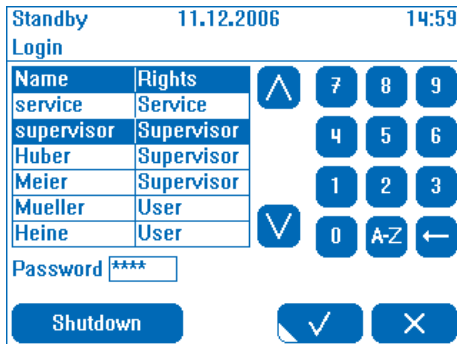 Standby 11.12.2006 14:59
Login
Name Rights
service Service
supervisor Supervisor
Huber Supervisor
Meier Supervisor
Mueller User
Heine User
7 8 9
4 5 6
1 2 3
0 A-Z ←
Password ****
Shutdown